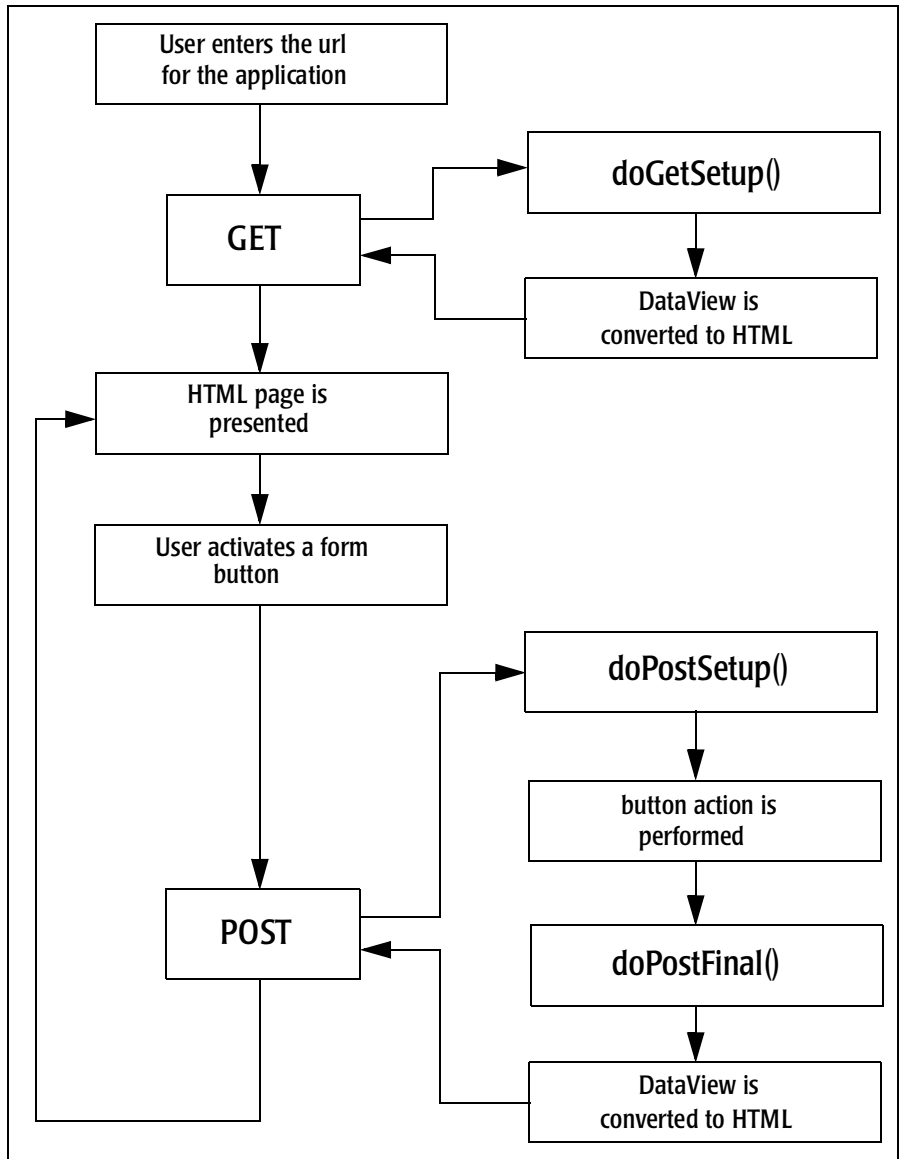 User enters the url
for the application
doGetSetup()
GET
DataView is
converted to HTML
HTML page is
presented
User activates a form
button
doPostSetup()
button action is
performed
POST
doPostFinal()
DataView is
converted to HTML